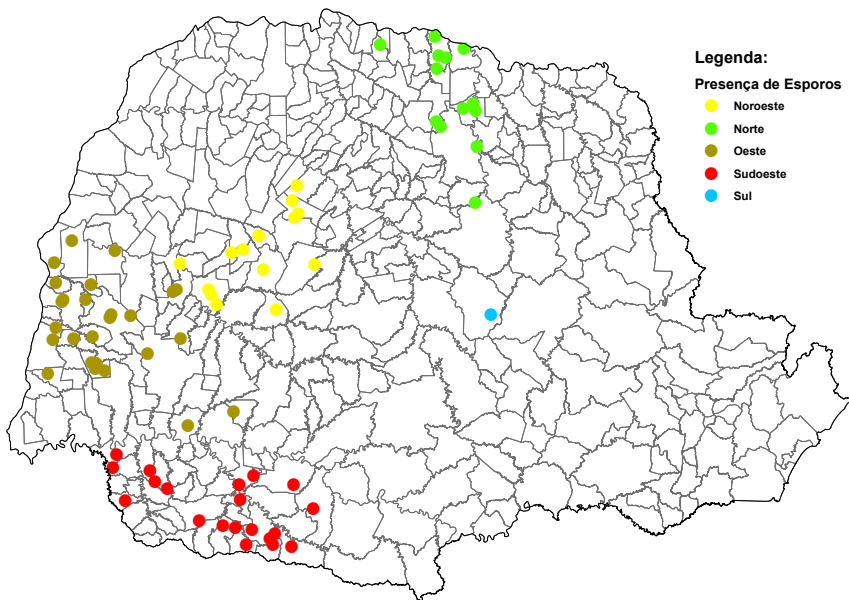 Legenda:
Presença de Esporos
Noroeste
Norte
Oeste
Sudoeste
Sul